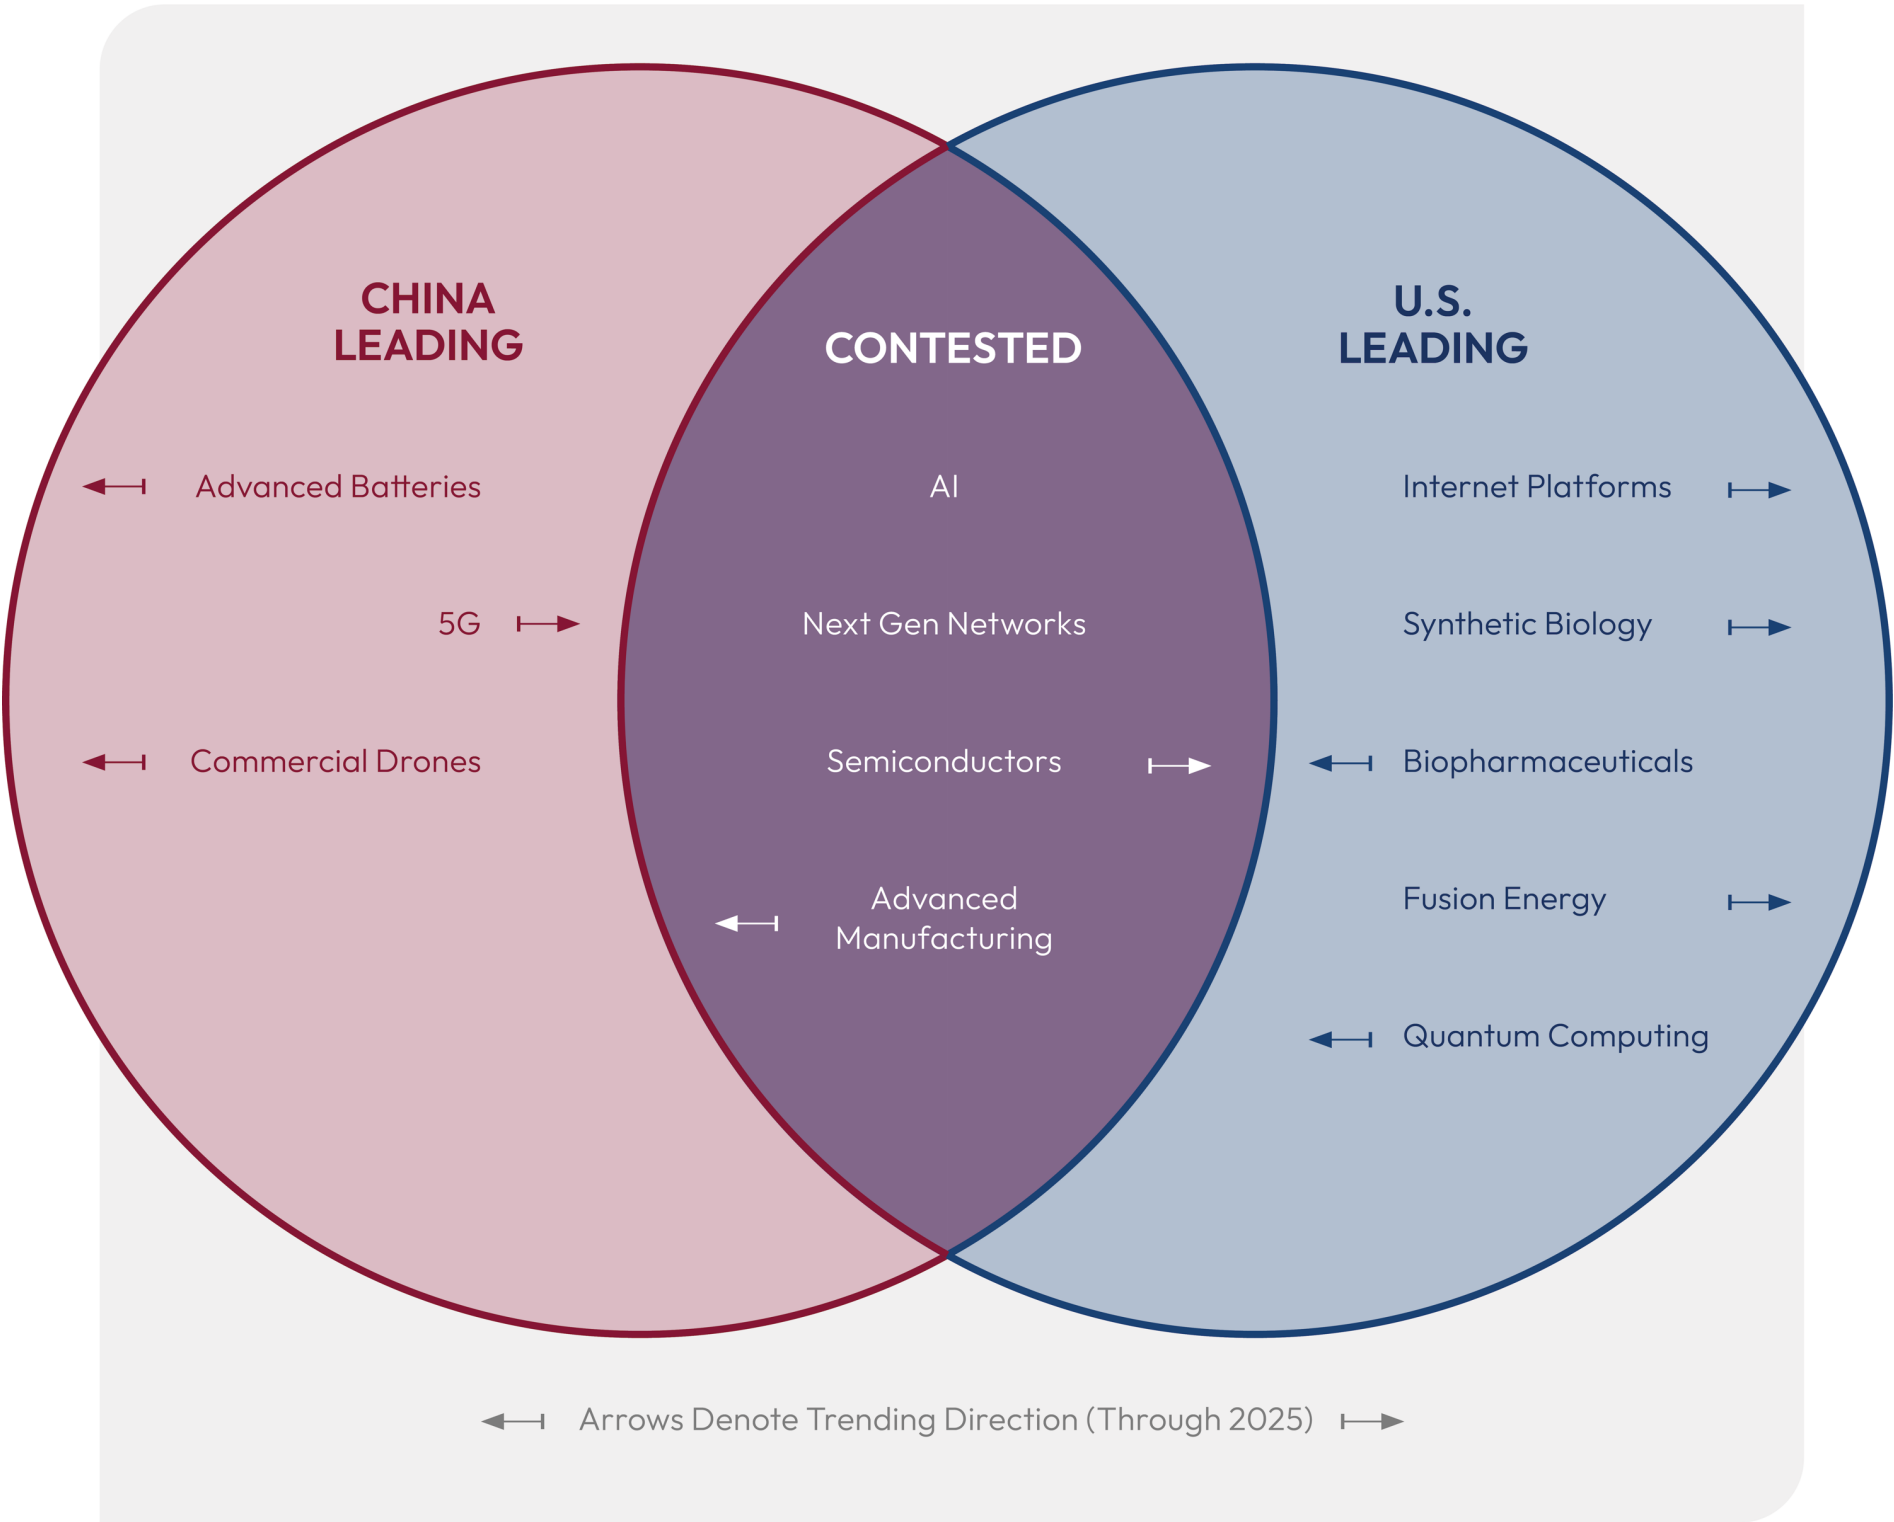 CHINA
LEADING
Advanced Batteries
5G
Commercial Drones
CONTESTED
AI
Next Gen Networks
Semiconductors
Advanced
Manufacturing
U.S.
LEADING
Internet Platforms
Synthetic Biology
Biopharmaceuticals
Fusion Energy
Quantum Computing
Arrows Denote Trending Direction (Through 2025)